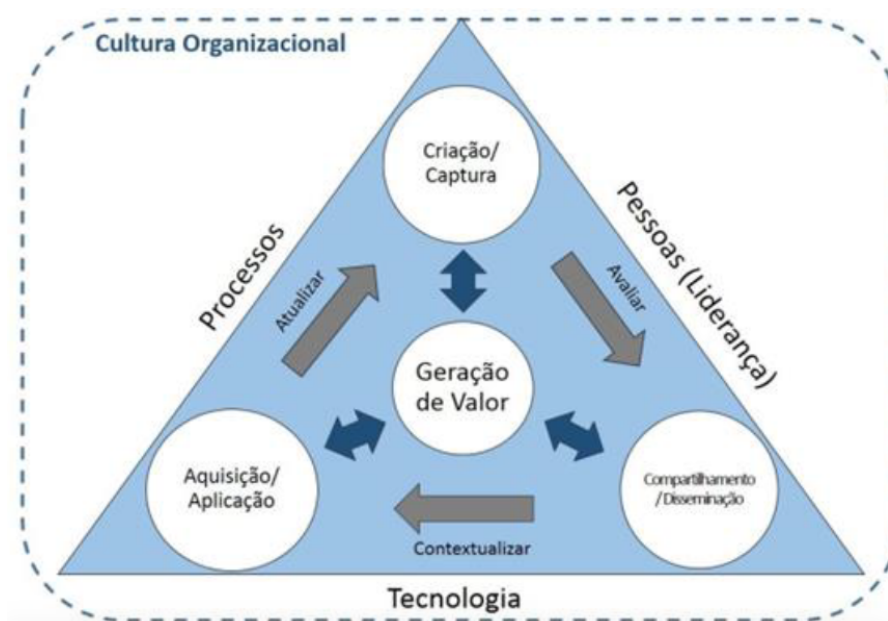 Cultura Organizacional
Criação/
Captura
Processos
Pessoas (Liderança)
Atualizar
Avaliar
Geração
de Valor
Aquisição/
Aplicação
Compartilhamento
/Disseminação
Contextualizar
Tecnologia